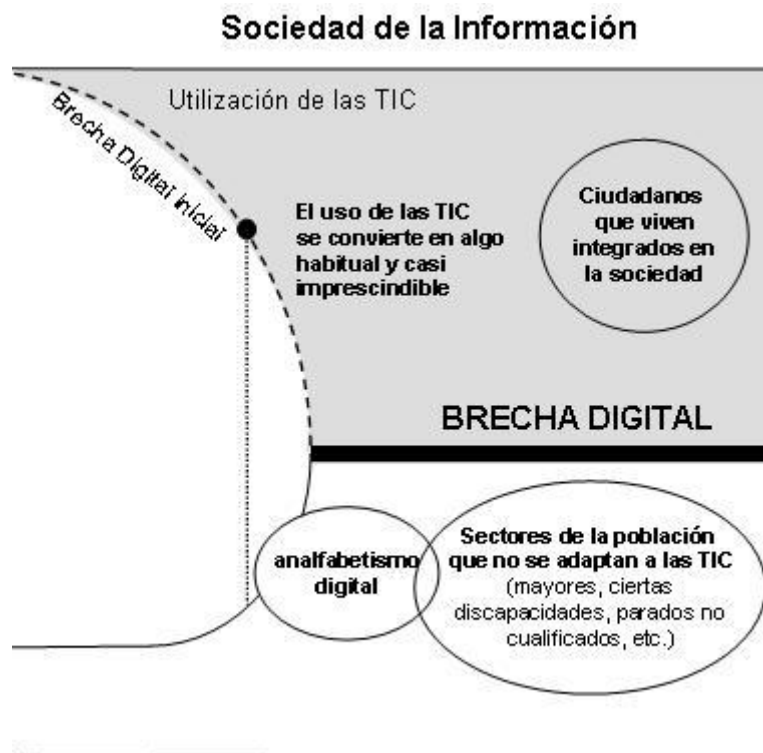 Sociedad de la Información
Utilización de las TIC
Brecha Digital Inicial
El uso de las TIC
se convierte en algo
habitual y casi
imprescindible
Ciudadanos
que viven
integrados en
la sociedad
BRECHA DIGITAL
analfabetismo
digital
Sectores de la población
que no se adaptan a las TIC
(mayores, ciertas
discapacidades, parados no
cualificados, etc.)